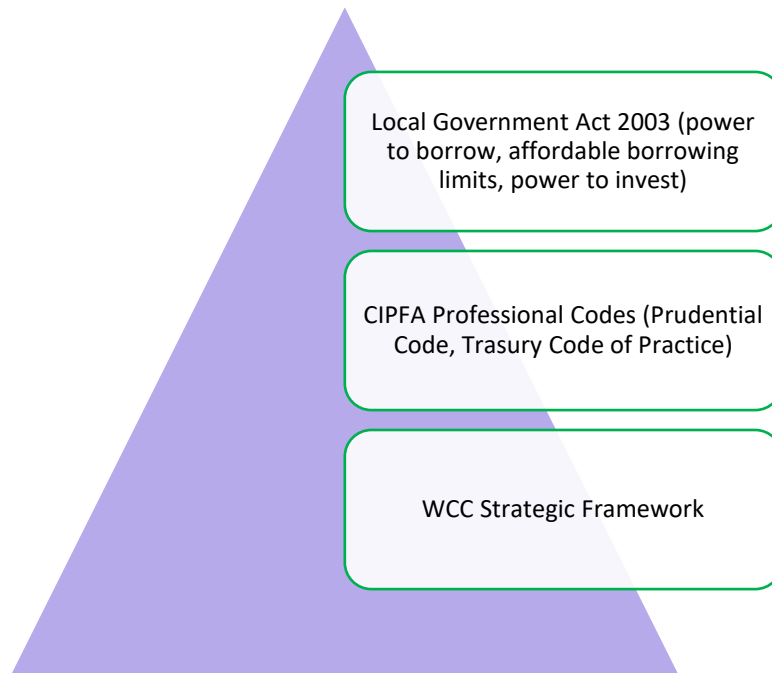 Local Government Act 2003 (power
to borrow, affordable borrowing
limits, power to invest)
CIPFA Professional Codes (Prudential
Code, Trasury Code of Practice)
WCC Strategic Framework